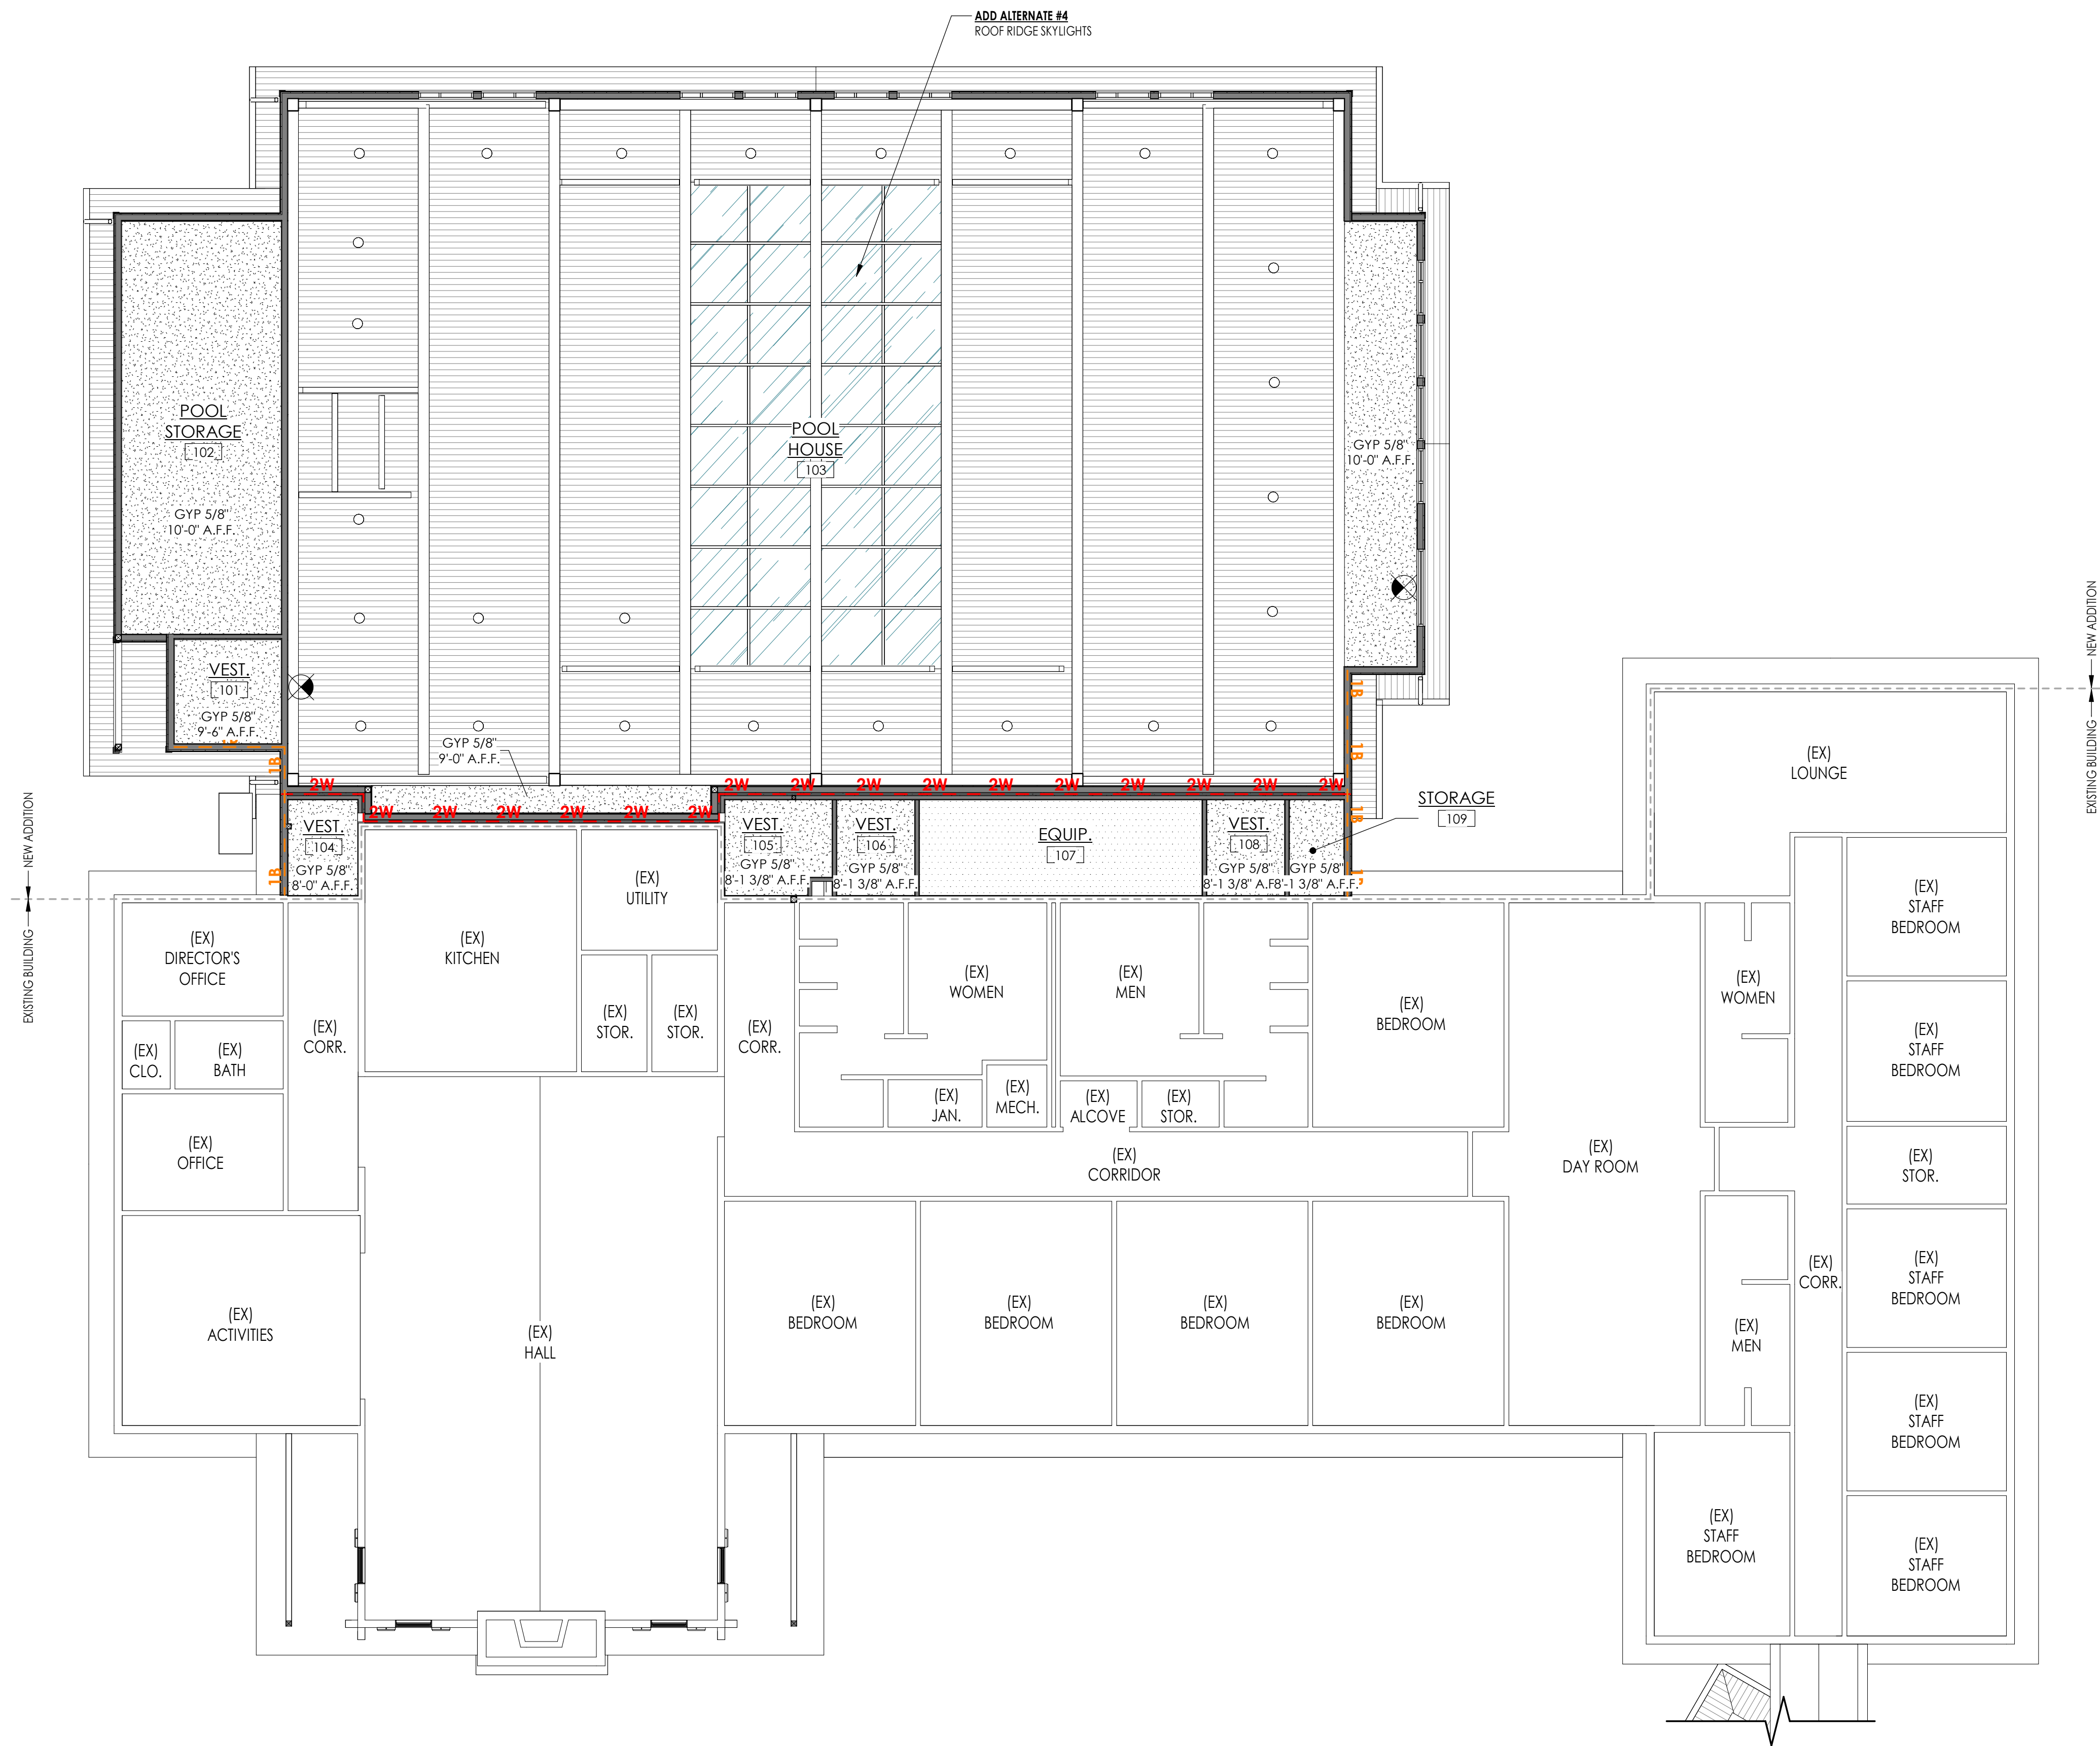 ADD ALTERNATE #4
ROOF RIDGE SKYLIGHTS
POOL
STORAGE
102
GYP 5/8"
10'-0" A.F.F.
POOL
HOUSE
103
GYP 5/8"
10'-0" A.F.F.
VEST.
101
GYP 5/8"
9'-6" A.F.F.
GYP 5/8"
9'-0" A.F.F.
1B
1B
1B
1B
1B
2W 2W 2W 2W 2W 2W 2W 2W 2W 2W 2W
2W 2W 2W 2W 2W 2W
VEST.
104
GYP 5/8"
8'-0" A.F.F.
VEST.
105
GYP 5/8"
8'-1 3/8" A.F.F.
VEST.
106
GYP 5/8"
8'-1 3/8" A.F.F.
EQUIP.
107
VEST.
108
GYP 5/8"
8'-1 3/8" A.F.
STORAGE
109
GYP 5/8"
8'-1 3/8" A.F.F.
NEW ADDITION
EXISTING BUILDING
NEW ADDITION
EXISTING BUILDING
(EX)
LOUNGE
(EX)
DIRECTOR'S
OFFICE
(EX)
CLO.
(EX)
BATH
(EX)
OFFICE
(EX)
ACTIVITIES
(EX)
CORR.
(EX)
KITCHEN
(EX)
UTILITY
(EX)
STOR.
(EX)
STOR.
(EX)
HALL
(EX)
CORR.
(EX)
WOMEN
(EX)
MEN
(EX)
JAN.
(EX)
MECH.
(EX)
ALCOVE
(EX)
STOR.
(EX)
BEDROOM
(EX)
CORRIDOR
(EX)
DAY ROOM
(EX)
BEDROOM
(EX)
BEDROOM
(EX)
BEDROOM
(EX)
BEDROOM
(EX)
WOMEN
(EX)
MEN
(EX)
CORR.
(EX)
STAFF
BEDROOM
(EX)
STAFF
BEDROOM
(EX)
STOR.
(EX)
STAFF
BEDROOM
(EX)
STAFF
BEDROOM
(EX)
STAFF
BEDROOM
(EX)
STAFF
BEDROOM